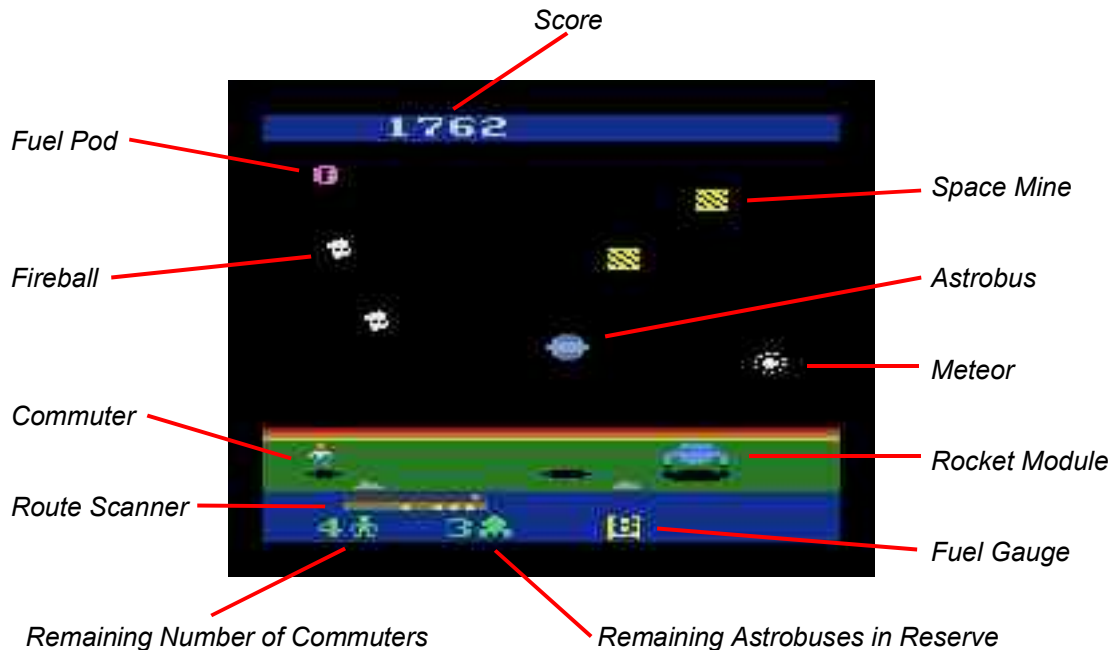 Score
1762
Fuel Pod
Space Mine
Fireball
Astrobus
Meteor
Commuter
Rocket Module
Route Scanner
4 3
Fuel Gauge
Remaining Number of Commuters
Remaining Astrobuses in Reserve